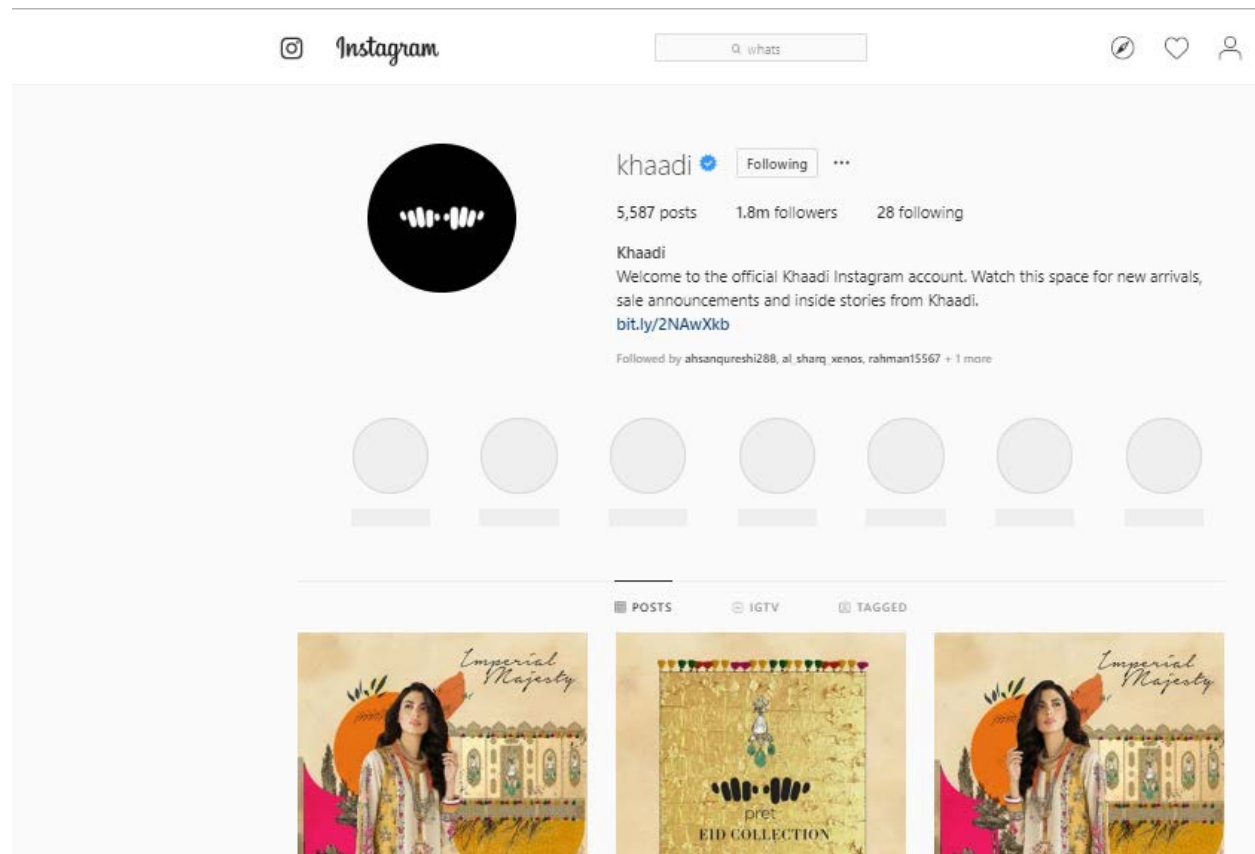 Instagram
whats
khaadi Following
5,587 posts 1.8m followers 28 following
Khaadi
Welcome to the official Khaadi Instagram account. Watch this space for new arrivals,
sale announcements and inside stories from Khaadi.
bit.ly/2NAwXkb
Followed by ahsanqureshi288, al_sharq_xenos, rahman15567 + 1 more
POSTS IGTV TAGGED
Imperial
Majesty
pret
EID COLLECTION
Imperial
Majesty